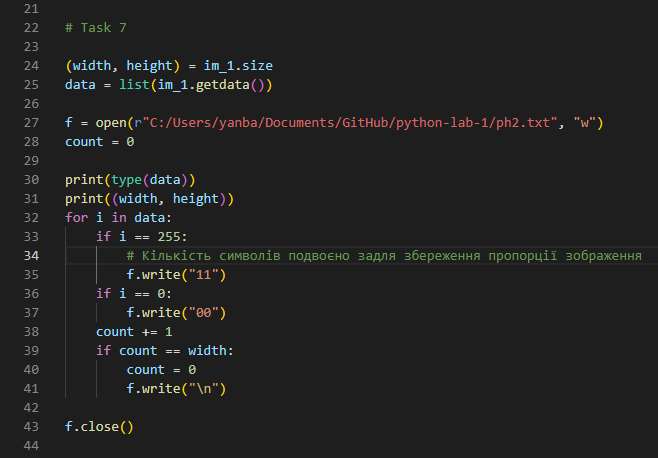 21
22 # Task 7
23
24 (width, height) = im_1.size
25 data = list(im_1.getdata())
26
27 f = open(r"C:/Users/yanba/Documents/GitHub/python-lab-1/ph2.txt", "w")
28 count = 0
29
30 print(type(data))
31 print((width, height))
32 for i in data:
33     if i == 255:
34         # Кількість символів подвоєно задля збереження пропорції зображення
35         f.write("11")
36     if i == 0:
37         f.write("00")
38     count += 1
39     if count == width:
40         count = 0
41         f.write("\n")
42
43 f.close()
44